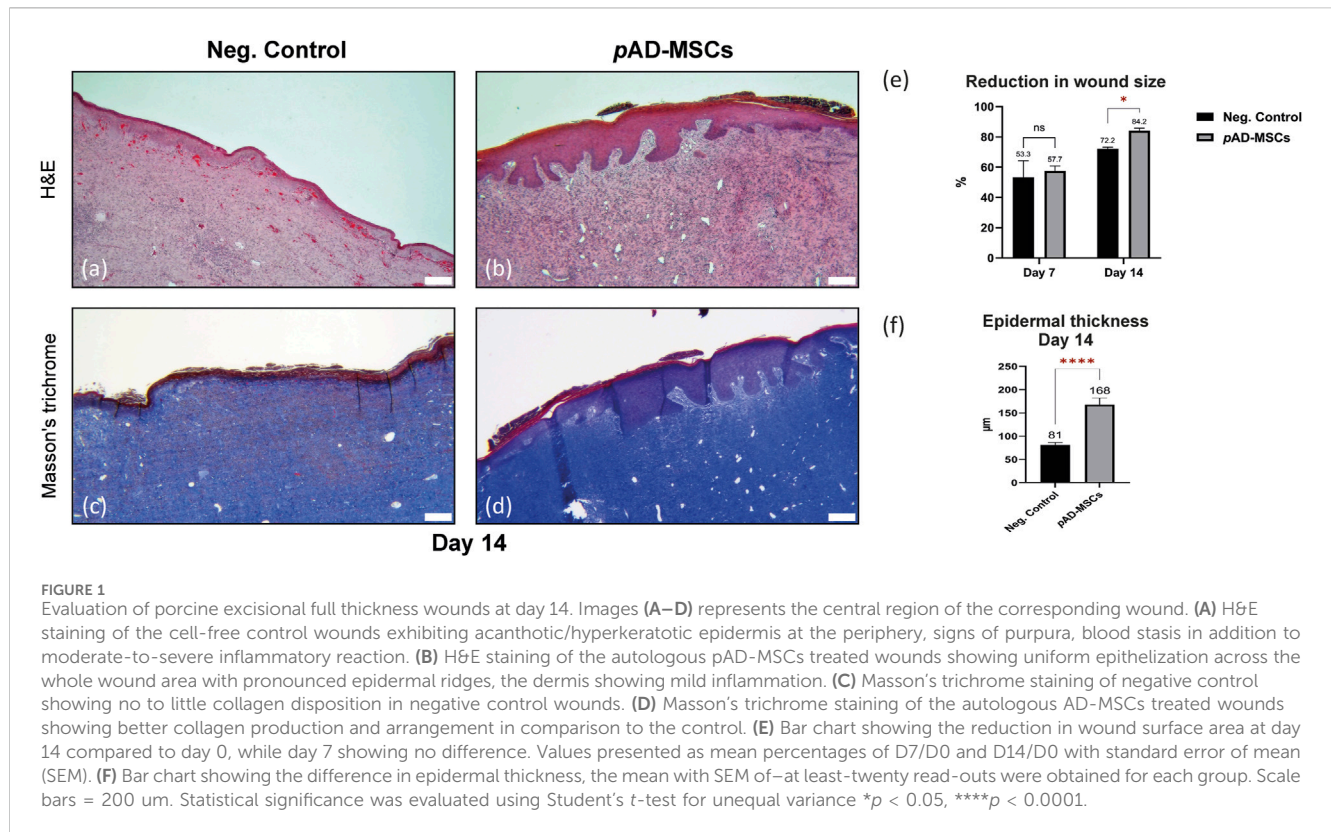 Neg. Control
pAD-MSCs
H&E
(a)
(b)
Masson's trichrome
(c)
(d)
Day 14
(e)
Reduction in wound size
%
100
80
60
40
20
0
53.3
ns
57.7
72.2
*
84.2
Day 7
Day 14
Neg. Control
pAD-MSCs
(f)
Epidermal thickness
Day 14
****
µm
250
200
150
100
50
0
81
168
Neg. Control
pAD-MSCs
FIGURE 1
Evaluation of porcine excisional full thickness wounds at day 14. Images (A–D) represents the central region of the corresponding wound. (A) H&E
staining of the cell-free control wounds exhibiting acanthotic/hyperkeratotic epidermis at the periphery, signs of purpura, blood stasis in addition to
moderate-to-severe inflammatory reaction. (B) H&E staining of the autologous pAD-MSCs treated wounds showing uniform epithelization across the
whole wound area with pronounced epidermal ridges, the dermis showing mild inflammation. (C) Masson's trichrome staining of negative control
showing no to little collagen disposition in negative control wounds. (D) Masson's trichrome staining of the autologous AD-MSCs treated wounds
showing better collagen production and arrangement in comparison to the control. (E) Bar chart showing the reduction in wound surface area at day
14 compared to day 0, while day 7 showing no difference. Values presented as mean percentages of D7/D0 and D14/D0 with standard error of mean
(SEM). (F) Bar chart showing the difference in epidermal thickness, the mean with SEM of–at least-twenty read-outs were obtained for each group. Scale
bars = 200 um. Statistical significance was evaluated using Student's t-test for unequal variance *p < 0.05, ****p < 0.0001.